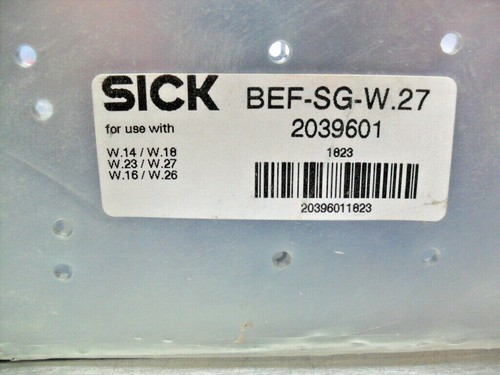 SICK BEF-SG-W.27
for use with 2039601
W.14 / W.18 1823
W.23 / W.27
W.16 / W.26
20396011823